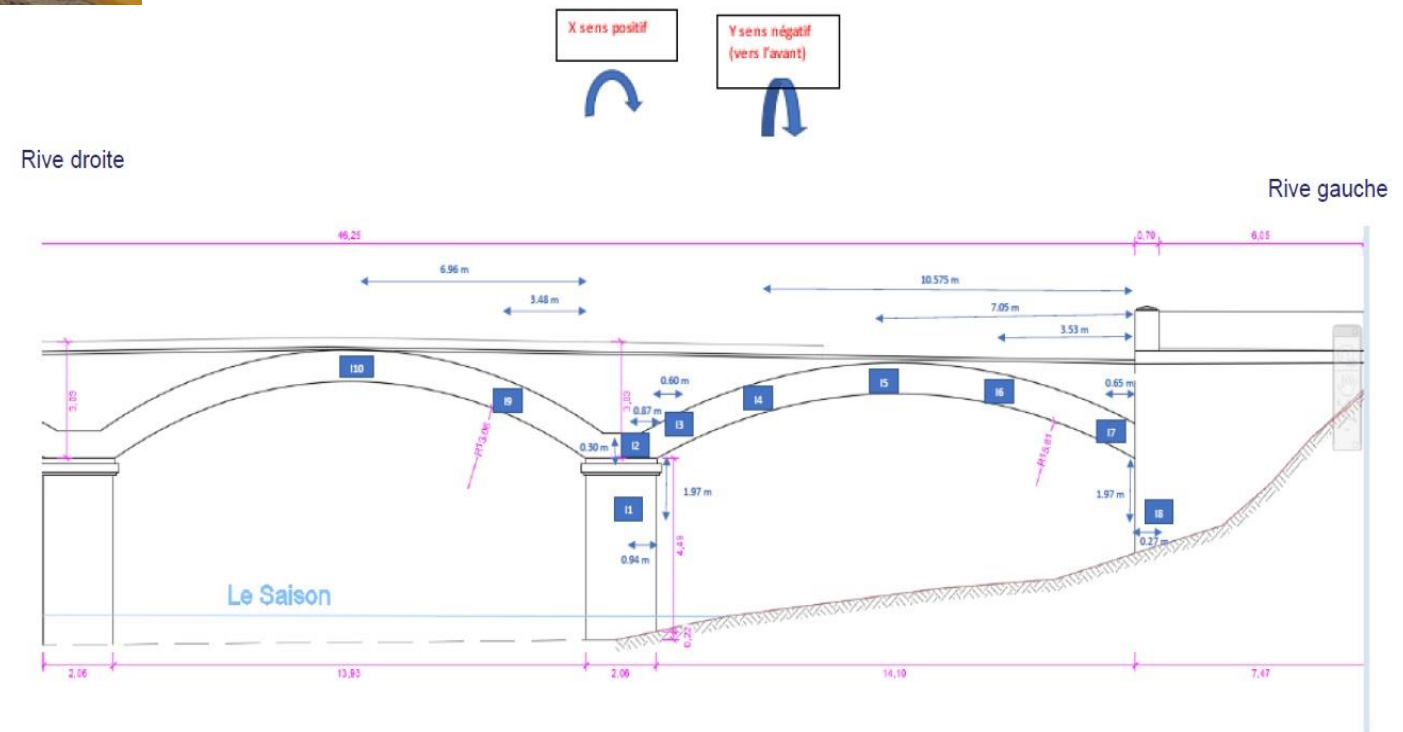 X sens positif
Y sens négatif
(vers l'avant)
Rive droite
Rive gauche
46,25
0,70
6,05
6.96 m
10.575 m
3.48 m
7.05 m
3.53 m
I10
I5
0.60 m
0.65 m
I9
I4
I6
0.87 m
I3
I7
0.30 m
I2
1.97 m
1.97 m
I1
I8
0.27 m
0.94 m
4,49
Le Saison
2,06
13,93
2,06
14,10
7,47